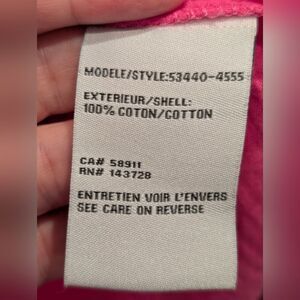 MODELE/STYLE:53440-4555
EXTERIEUR/SHELL:
100% COTON/COTTON
CA# 58911
RN# 143728
ENTRETIEN VOIR L'ENVERS
SEE CARE ON REVERSE